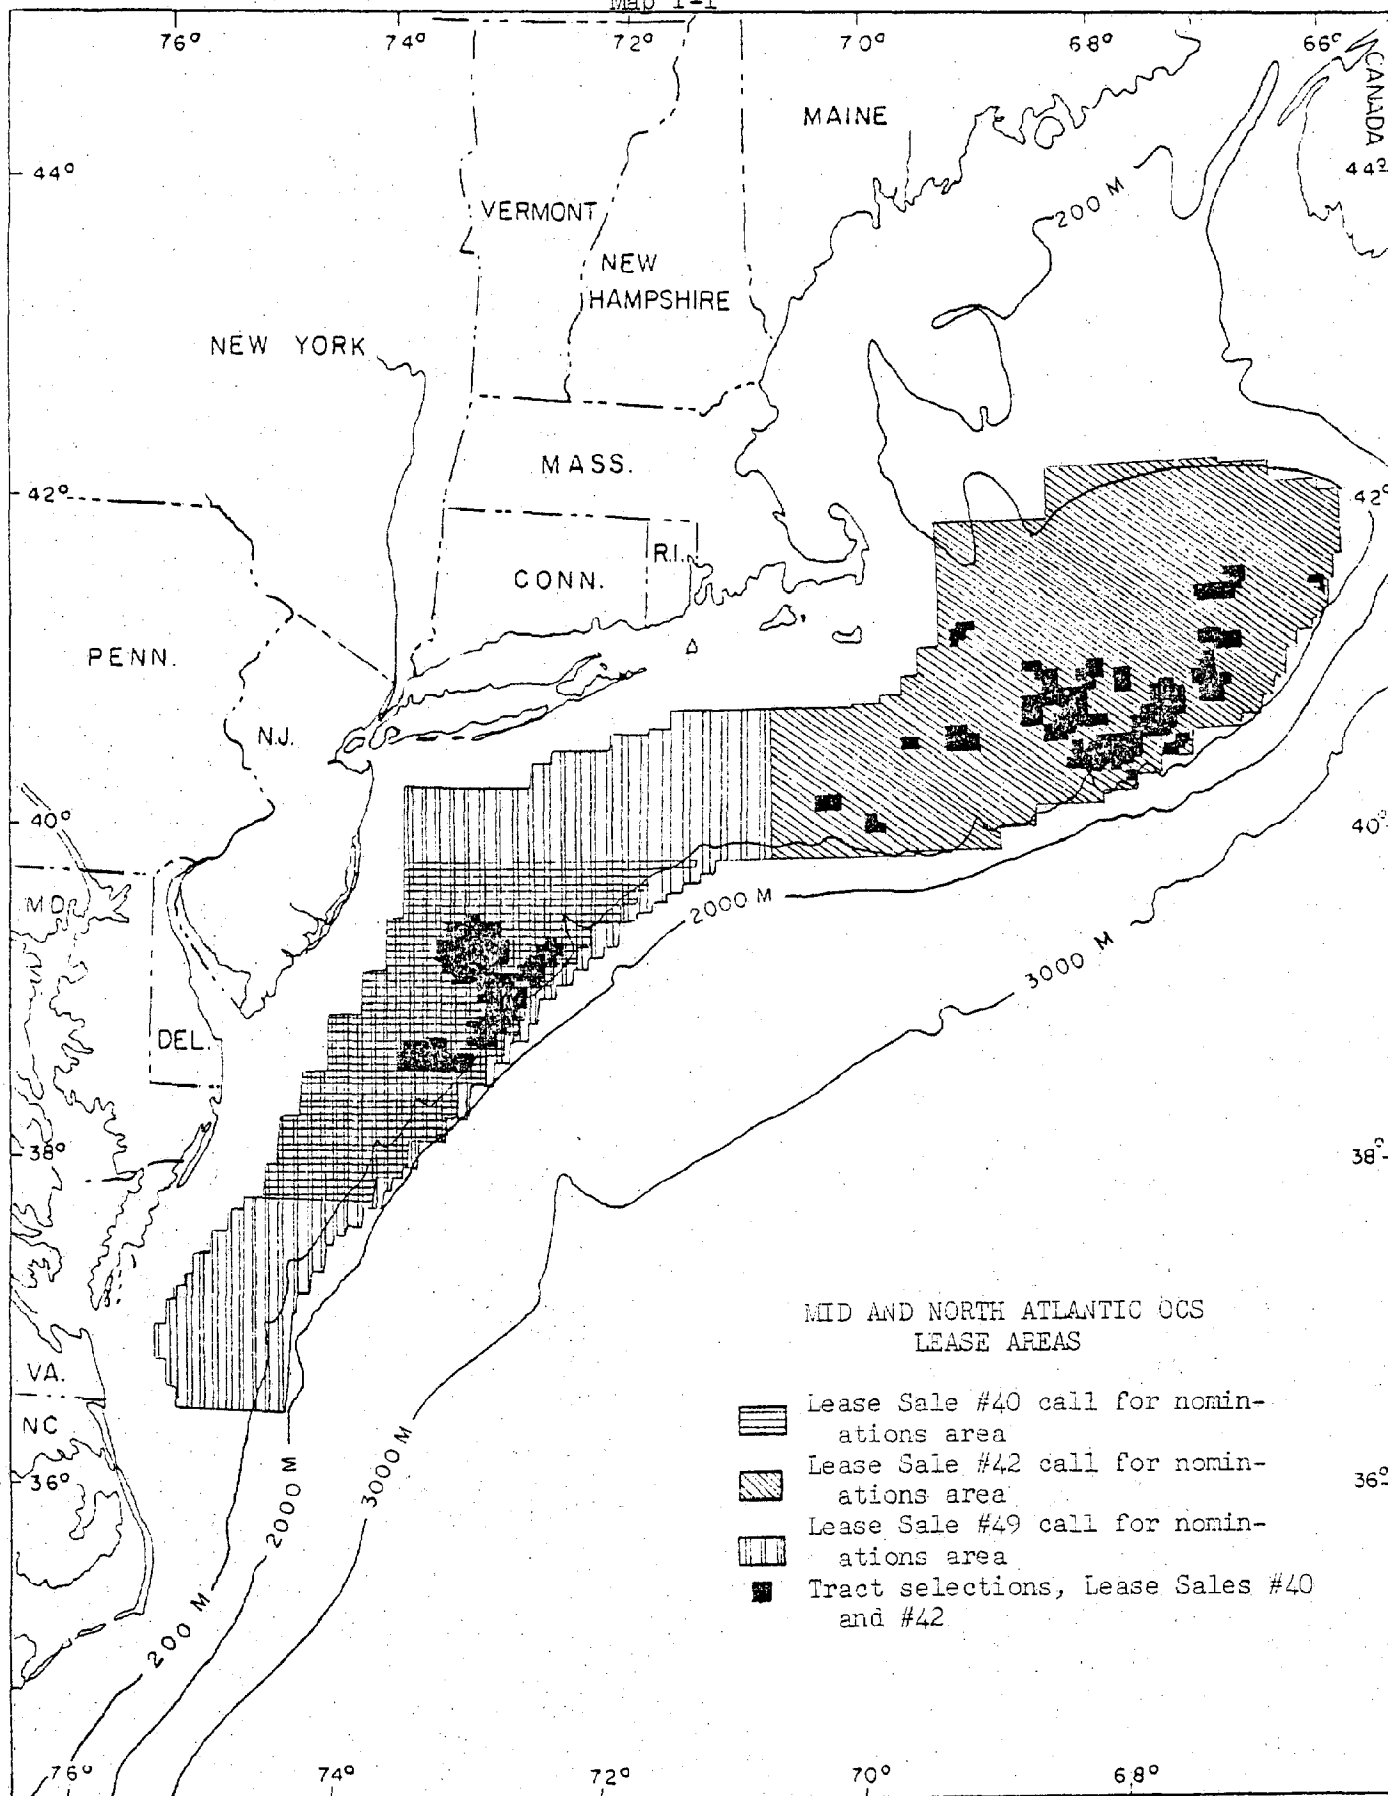 Map I-1
76° 74° 72° 70° 68° 66°
CANADA
MAINE
44° 44°
200 M
VERMONT
NEW
HAMPSHIRE
NEW YORK
MASS.
42° 42°
R.I.
CONN.
PENN.
N.J.
40° 40°
MD.
2000 M
3000 M
DEL.
38° 38°
MID AND NORTH ATLANTIC OCS
LEASE AREAS
VA.
NC
Lease Sale #40 call for nomin-
ations area
Lease Sale #42 call for nomin-
ations area
36° 36°
Lease Sale #49 call for nomin-
ations area
Tract selections, Lease Sales #40
and #42
3000 M
2000 M
200 M
76° 74° 72° 70° 68°